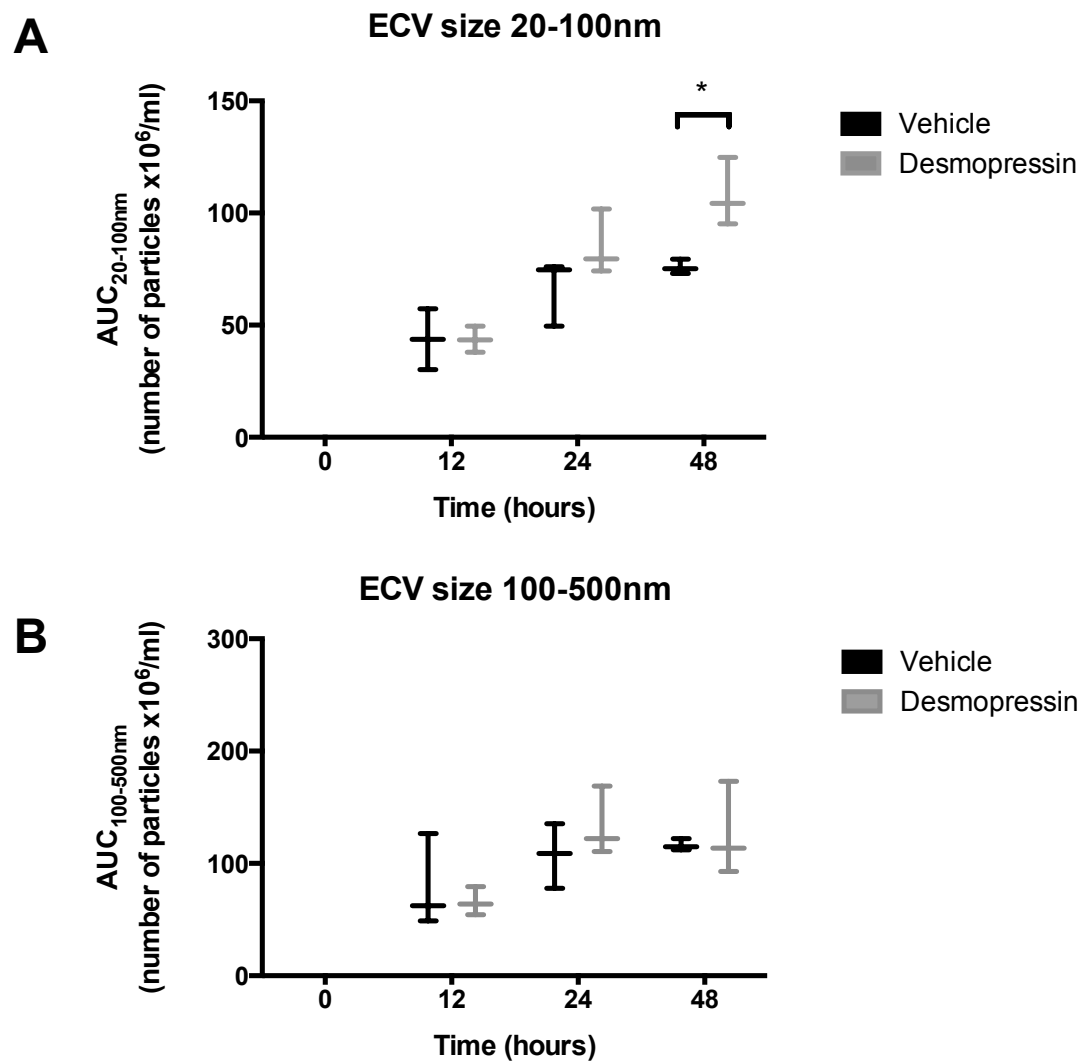 A
ECV size 20-100nm
*
Vehicle
Desmopressin
AUC20-100nm
(number of particles x10⁶/ml)
150
100
50
0
0 12 24 48
Time (hours)
B
ECV size 100-500nm
Vehicle
Desmopressin
AUC100-500nm
(number of particles x10⁶/ml)
300
200
100
0
0 12 24 48
Time (hours)